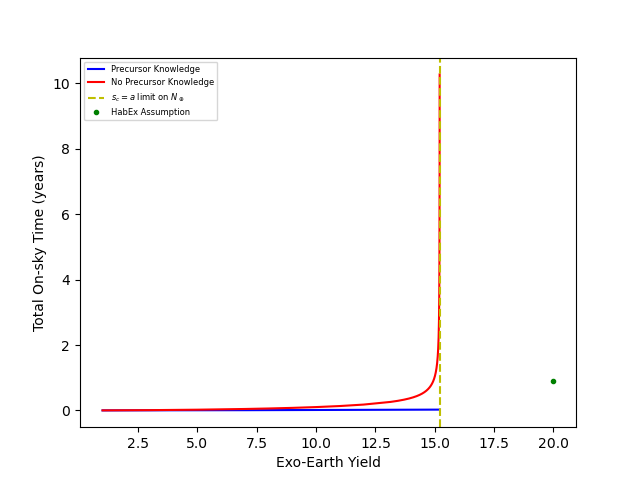 Precursor Knowledge
No Precursor Knowledge
s_c = a limit on N_⊕
HabEx Assumption
10
8
6
4
2
0
Total On-sky Time (years)
2.5 5.0 7.5 10.0 12.5 15.0 17.5 20.0
Exo-Earth Yield